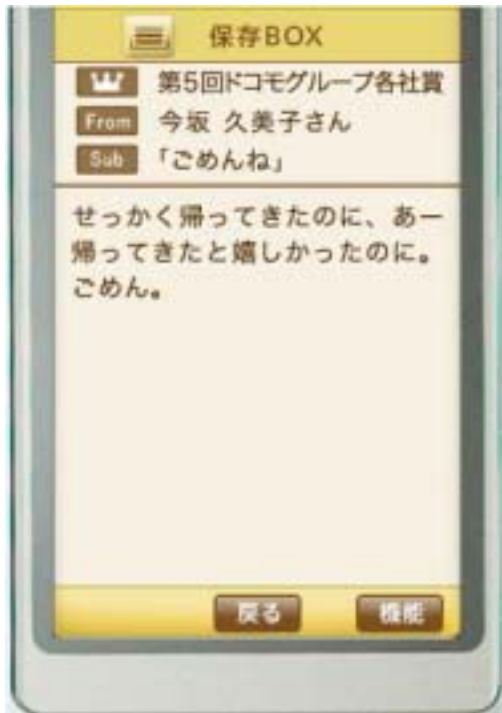 保存BOX
第5回ドコモグループ各社賞
From 今坂 久美子さん
Sub 「ごめんね」
せっかく帰ってきたのに、あー
帰ってきたと嬉しかったのに。
ごめん。
戻る 機能